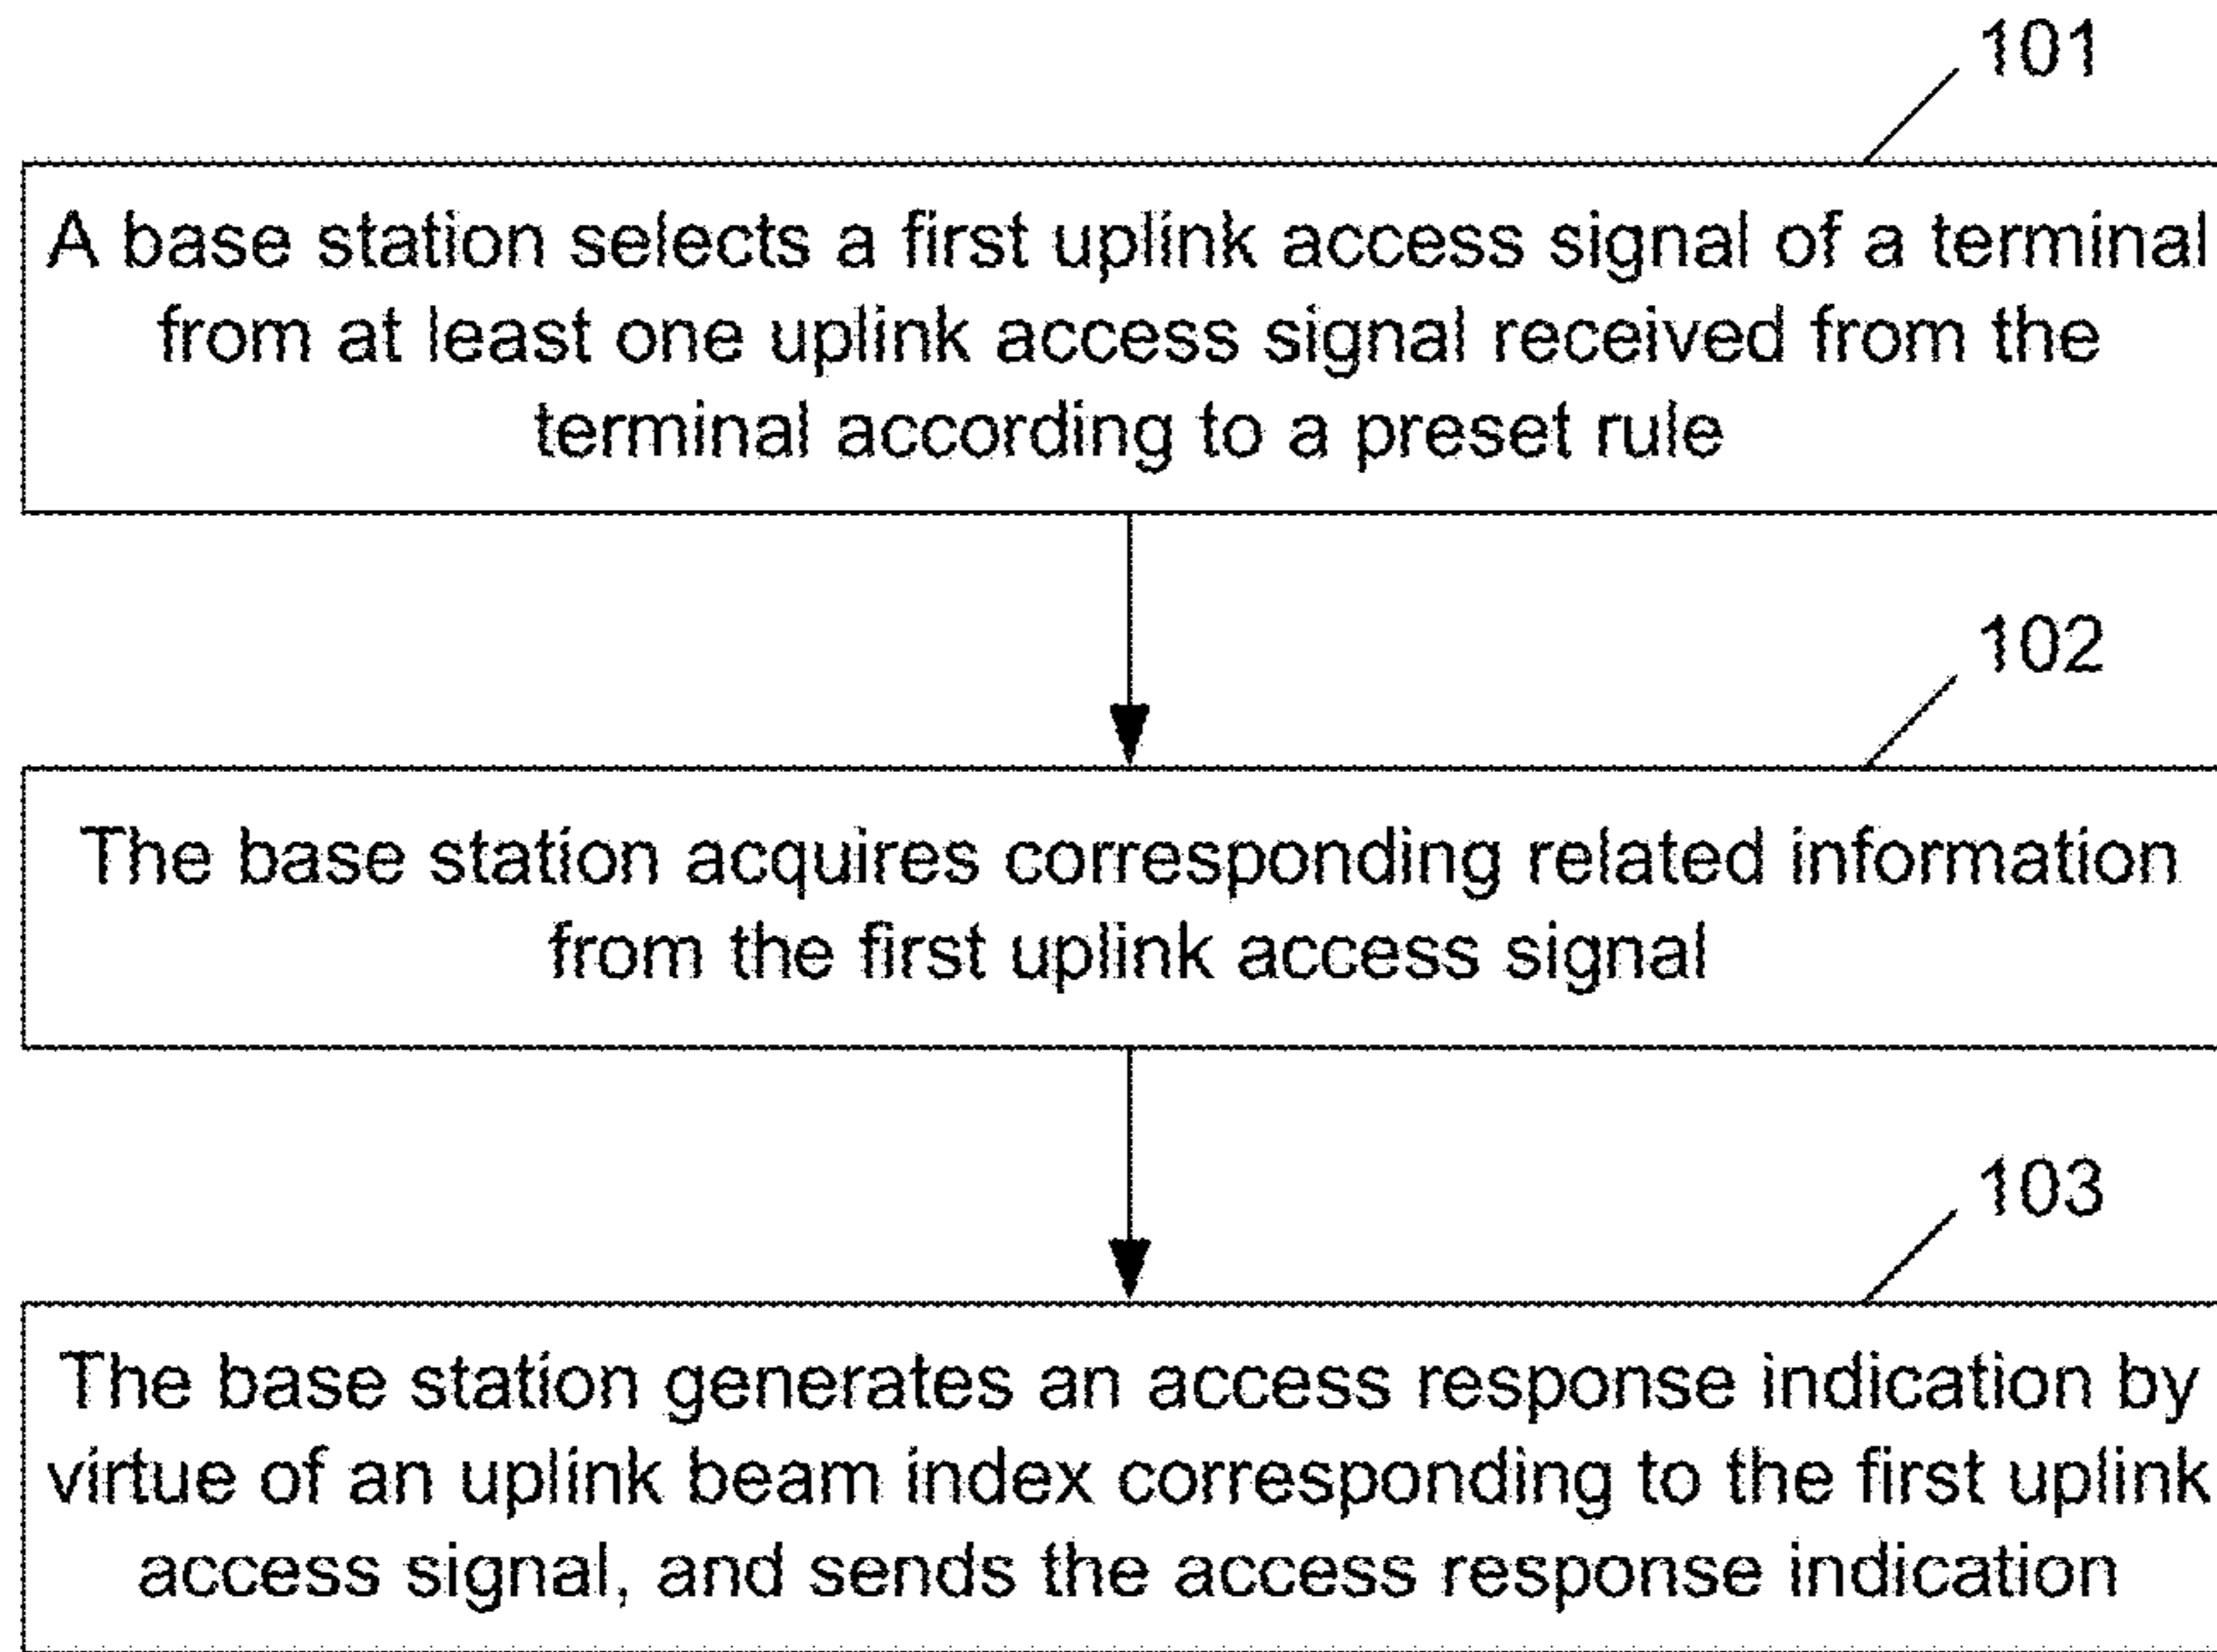 101
A base station selects a first uplink access signal of a terminal
from at least one uplink access signal received from the
terminal according to a preset rule
102
The base station acquires corresponding related information
from the first uplink access signal
103
The base station generates an access response indication by
virtue of an uplink beam index corresponding to the first uplink
access signal, and sends the access response indication